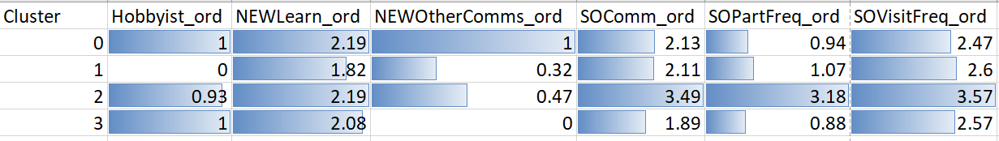 Cluster Hobbyist_ord NEWLearn_ord NEWOtherComms_ord SOComm_ord SOPartFreq_ord SOVisitFreq_ord
0 1 2.19 1 2.13 0.94 2.47
1 0 1.82 0.32 2.11 1.07 2.6
2 0.93 2.19 0.47 3.49 3.18 3.57
3 1 2.08 0 1.89 0.88 2.57